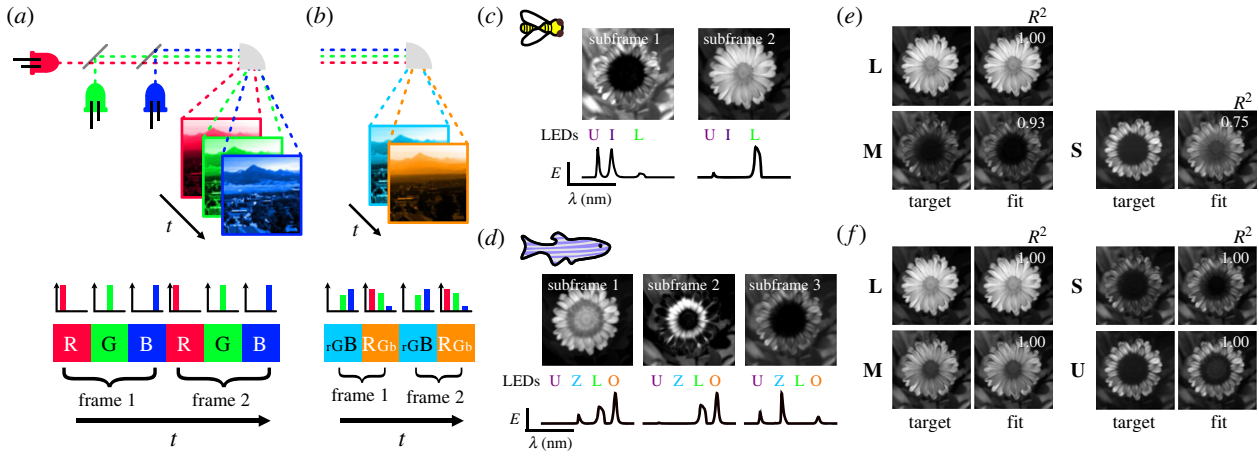 (a)
t
R G B R G B
frame 1 frame 2
t
(b)
t
rGB RGb rGB RGb
frame 1
frame 2
t
(c)
subframe 1 subframe 2
LEDs U I L U I L
E
λ (nm)
(d)
subframe 1 subframe 2 subframe 3
LEDs U Z L O U Z L O U Z L O
E
λ (nm)
(e)
R²
L 1.00
R²
M 0.93 S 0.75
target fit target fit
(f)
R² R²
L 1.00 S 1.00
M 1.00 U 1.00
target fit target fit